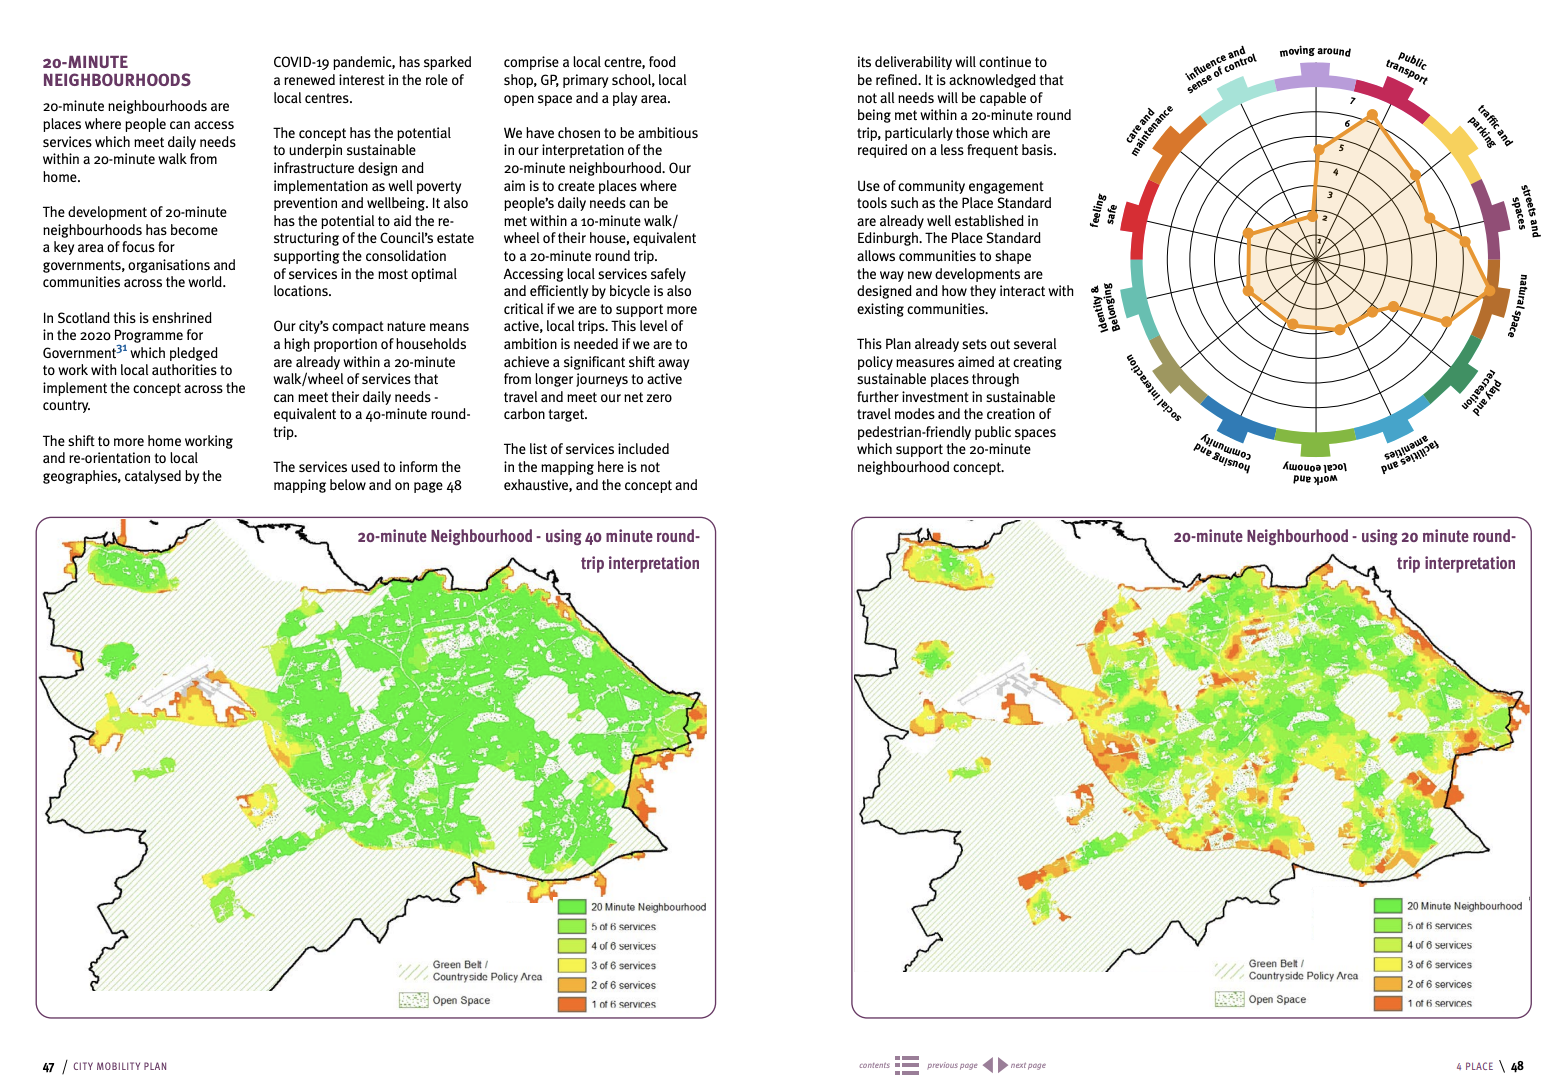 20-MINUTE
NEIGHBOURHOODS
20-minute neighbourhoods are
places where people can access
services which meet daily needs
within a 20-minute walk from
home.
The development of 20-minute
neighbourhoods has become
a key area of focus for
governments, organisations and
communities across the world.
In Scotland this is enshrined
in the 2020 Programme for
Government31 which pledged
to work with local authorities to
implement the concept across the
country.
The shift to more home working
and re-orientation to local
geographies, catalysed by the
COVID-19 pandemic, has sparked
a renewed interest in the role of
local centres.
The concept has the potential
to underpin sustainable
infrastructure design and
implementation as well poverty
prevention and wellbeing. It also
has the potential to aid the re-
structuring of the Council's estate
supporting the consolidation
of services in the most optimal
locations.
Our city's compact nature means
a high proportion of households
are already within a 20-minute
walk/wheel of services that
can meet their daily needs -
equivalent to a 40-minute round-
trip.
The services used to inform the
mapping below and on page 48
comprise a local centre, food
shop, GP, primary school, local
open space and a play area.
We have chosen to be ambitious
in our interpretation of the
20-minute neighbourhood. Our
aim is to create places where
people's daily needs can be
met within a 10-minute walk/
wheel of their house, equivalent
to a 20-minute round trip.
Accessing local services safely
and efficiently by bicycle is also
critical if we are to support more
active, local trips. This level of
ambition is needed if we are to
achieve a significant shift away
from longer journeys to active
travel and meet our net zero
carbon target.
The list of services included
in the mapping here is not
exhaustive, and the concept and
its deliverability will continue to
be refined. It is acknowledged that
not all needs will be capable of
being met within a 20-minute round
trip, particularly those which are
required on a less frequent basis.
Use of community engagement
tools such as the Place Standard
are already well established in
Edinburgh. The Place Standard
allows communities to shape
the way new developments are
designed and how they interact with
existing communities.
This Plan already sets out several
policy measures aimed at creating
sustainable places through
further investment in sustainable
travel modes and the creation of
pedestrian-friendly public spaces
which support the 20-minute
neighbourhood concept.
moving around
public
transport
traffic and
parking
streets and
spaces
natural space
play and
recreation
facilities and
amenities
work and
local economy
housing and
community
social interaction
Identity &
Belonging
feeling
safe
care and
maintenance
influence and
sense of control
7
6
5
4
3
2
1
20-minute Neighbourhood - using 40 minute round-
trip interpretation
Green Belt /
Countryside Policy Area
Open Space
20 Minute Neighbourhood
5 of 6 services
4 of 6 services
3 of 6 services
2 of 6 services
1 of 6 services
20-minute Neighbourhood - using 20 minute round-
trip interpretation
Green Belt /
Countryside Policy Area
Open Space
20 Minute Neighbourhood
5 of 6 services
4 of 6 services
3 of 6 services
2 of 6 services
1 of 6 services
47 / CITY MOBILITY PLAN
contents
previous page
next page
4 PLACE \ 48